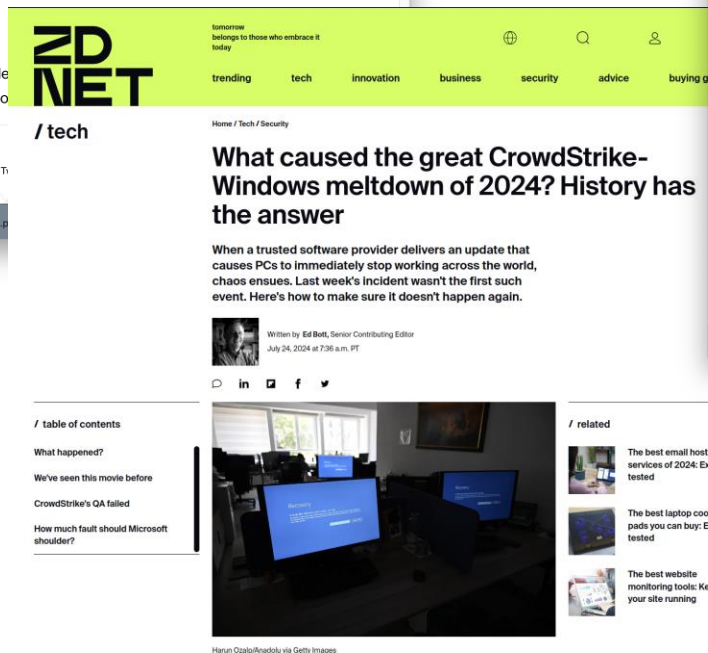 ZD
NET
tomorrow
belongs to those who embrace it
today
trending tech innovation business security advice buying g
/ tech
Home / Tech / Security
What caused the great CrowdStrike-
Windows meltdown of 2024? History has
the answer
When a trusted software provider delivers an update that
causes PCs to immediately stop working across the world,
chaos ensues. Last week's incident wasn't the first such
event. Here's how to make sure it doesn't happen again.
Written by Ed Bott, Senior Contributing Editor
July 24, 2024 at 7:36 a.m. PT
/ table of contents
What happened?
We've seen this movie before
CrowdStrike's QA failed
How much fault should Microsoft
shoulder?
Recovery
Harun Ozalp/Anadolu via Getty Images
/ related
The best email host
services of 2024: Ex
tested
The best laptop coo
pads you can buy: E
tested
The best website
monitoring tools: Ke
your site running